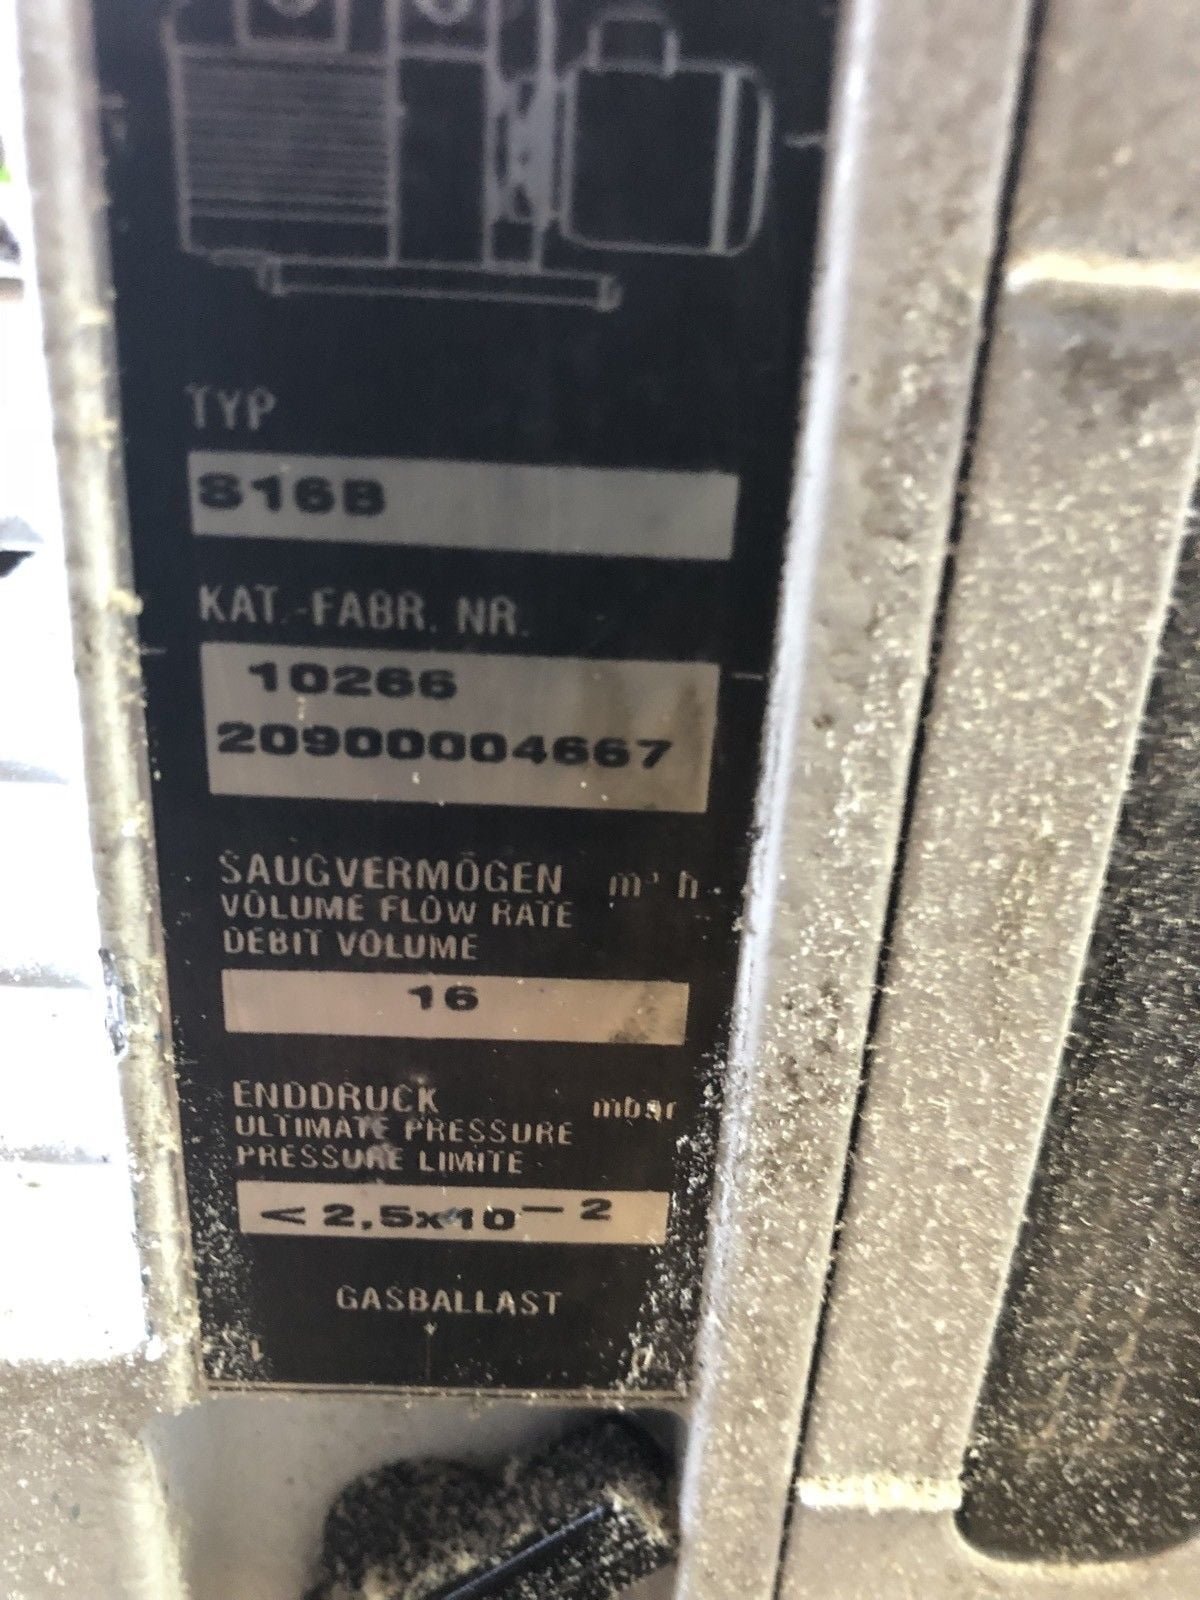 TYP
S16B
KAT.-FABR. NR.
10266
20900004667
SAUGVERMÖGEN m³ h
VOLUME FLOW RATE
DEBIT VOLUME
16
ENDDRUCK mbar
ULTIMATE PRESSURE
PRESSURE LIMITE
< 2,5x10⁻²
GASBALLAST